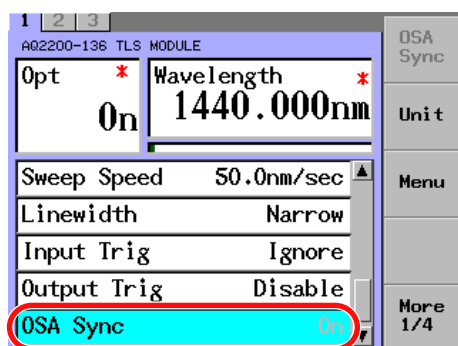 1 2 3
AQ2200-136 TLS MODULE
Opt *
On
Wavelength *
1440.000nm
Sweep Speed 50.0nm/sec
Linewidth Narrow
Input Trig Ignore
Output Trig Disable
OSA Sync On
OSA
Sync
Unit
Menu
More
1/4